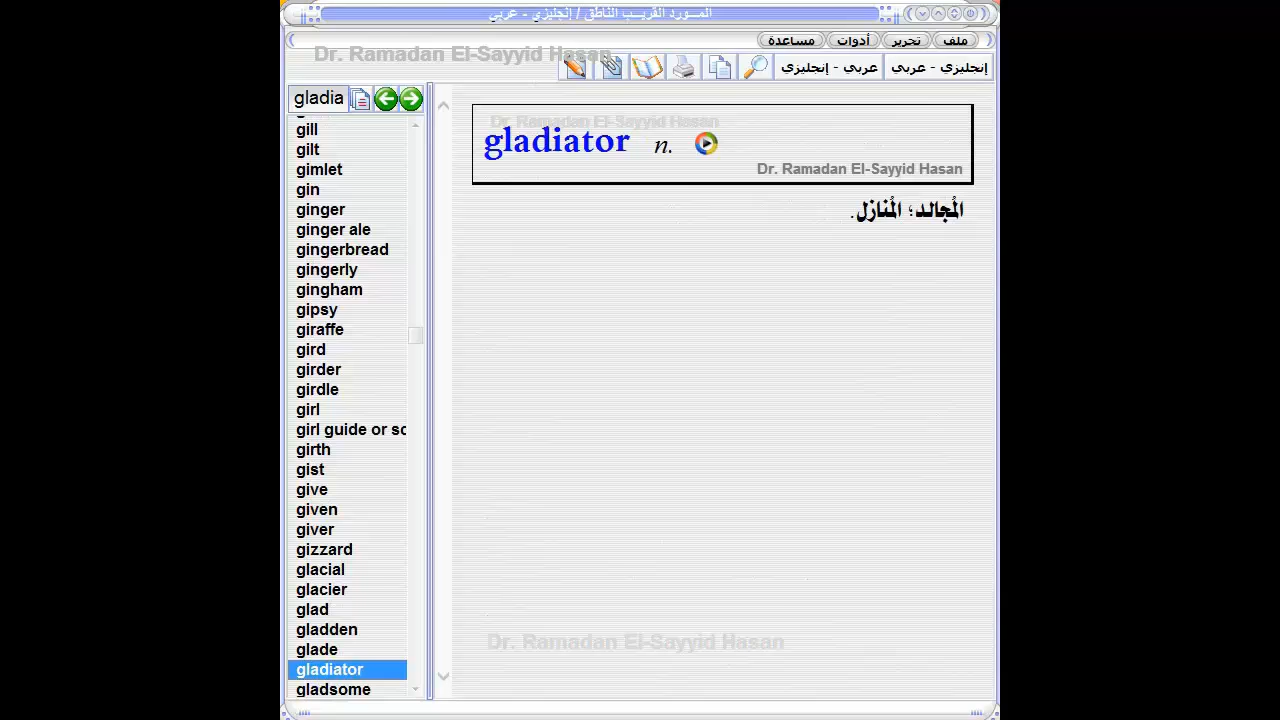 المــورد القريــب الناطق / إنجليزي - عربي
ملف
تحرير
أدوات
مساعدة
Dr. Ramadan El-Sayyid Hasan
إنجليزي - عربي
عربي - إنجليزي
gladia
Dr. Ramadan El-Sayyid Hasan
gladiator n.
Dr. Ramadan El-Sayyid Hasan
المُجالد؛ المُنازل.
gill
gilt
gimlet
gin
ginger
ginger ale
gingerbread
gingerly
gingham
gipsy
giraffe
gird
girder
girdle
girl
girl guide or sc
girth
gist
give
given
giver
gizzard
glacial
glacier
glad
gladden
glade
gladiator
gladsome
Dr. Ramadan El-Sayyid Hasan